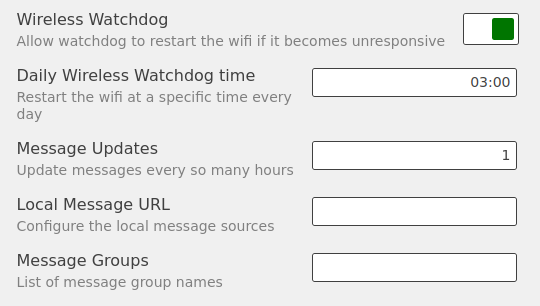 Wireless Watchdog
Allow watchdog to restart the wifi if it becomes unresponsive
Daily Wireless Watchdog time
03:00
Restart the wifi at a specific time every
day
Message Updates
1
Update messages every so many hours
Local Message URL
Configure the local message sources
Message Groups
List of message group names